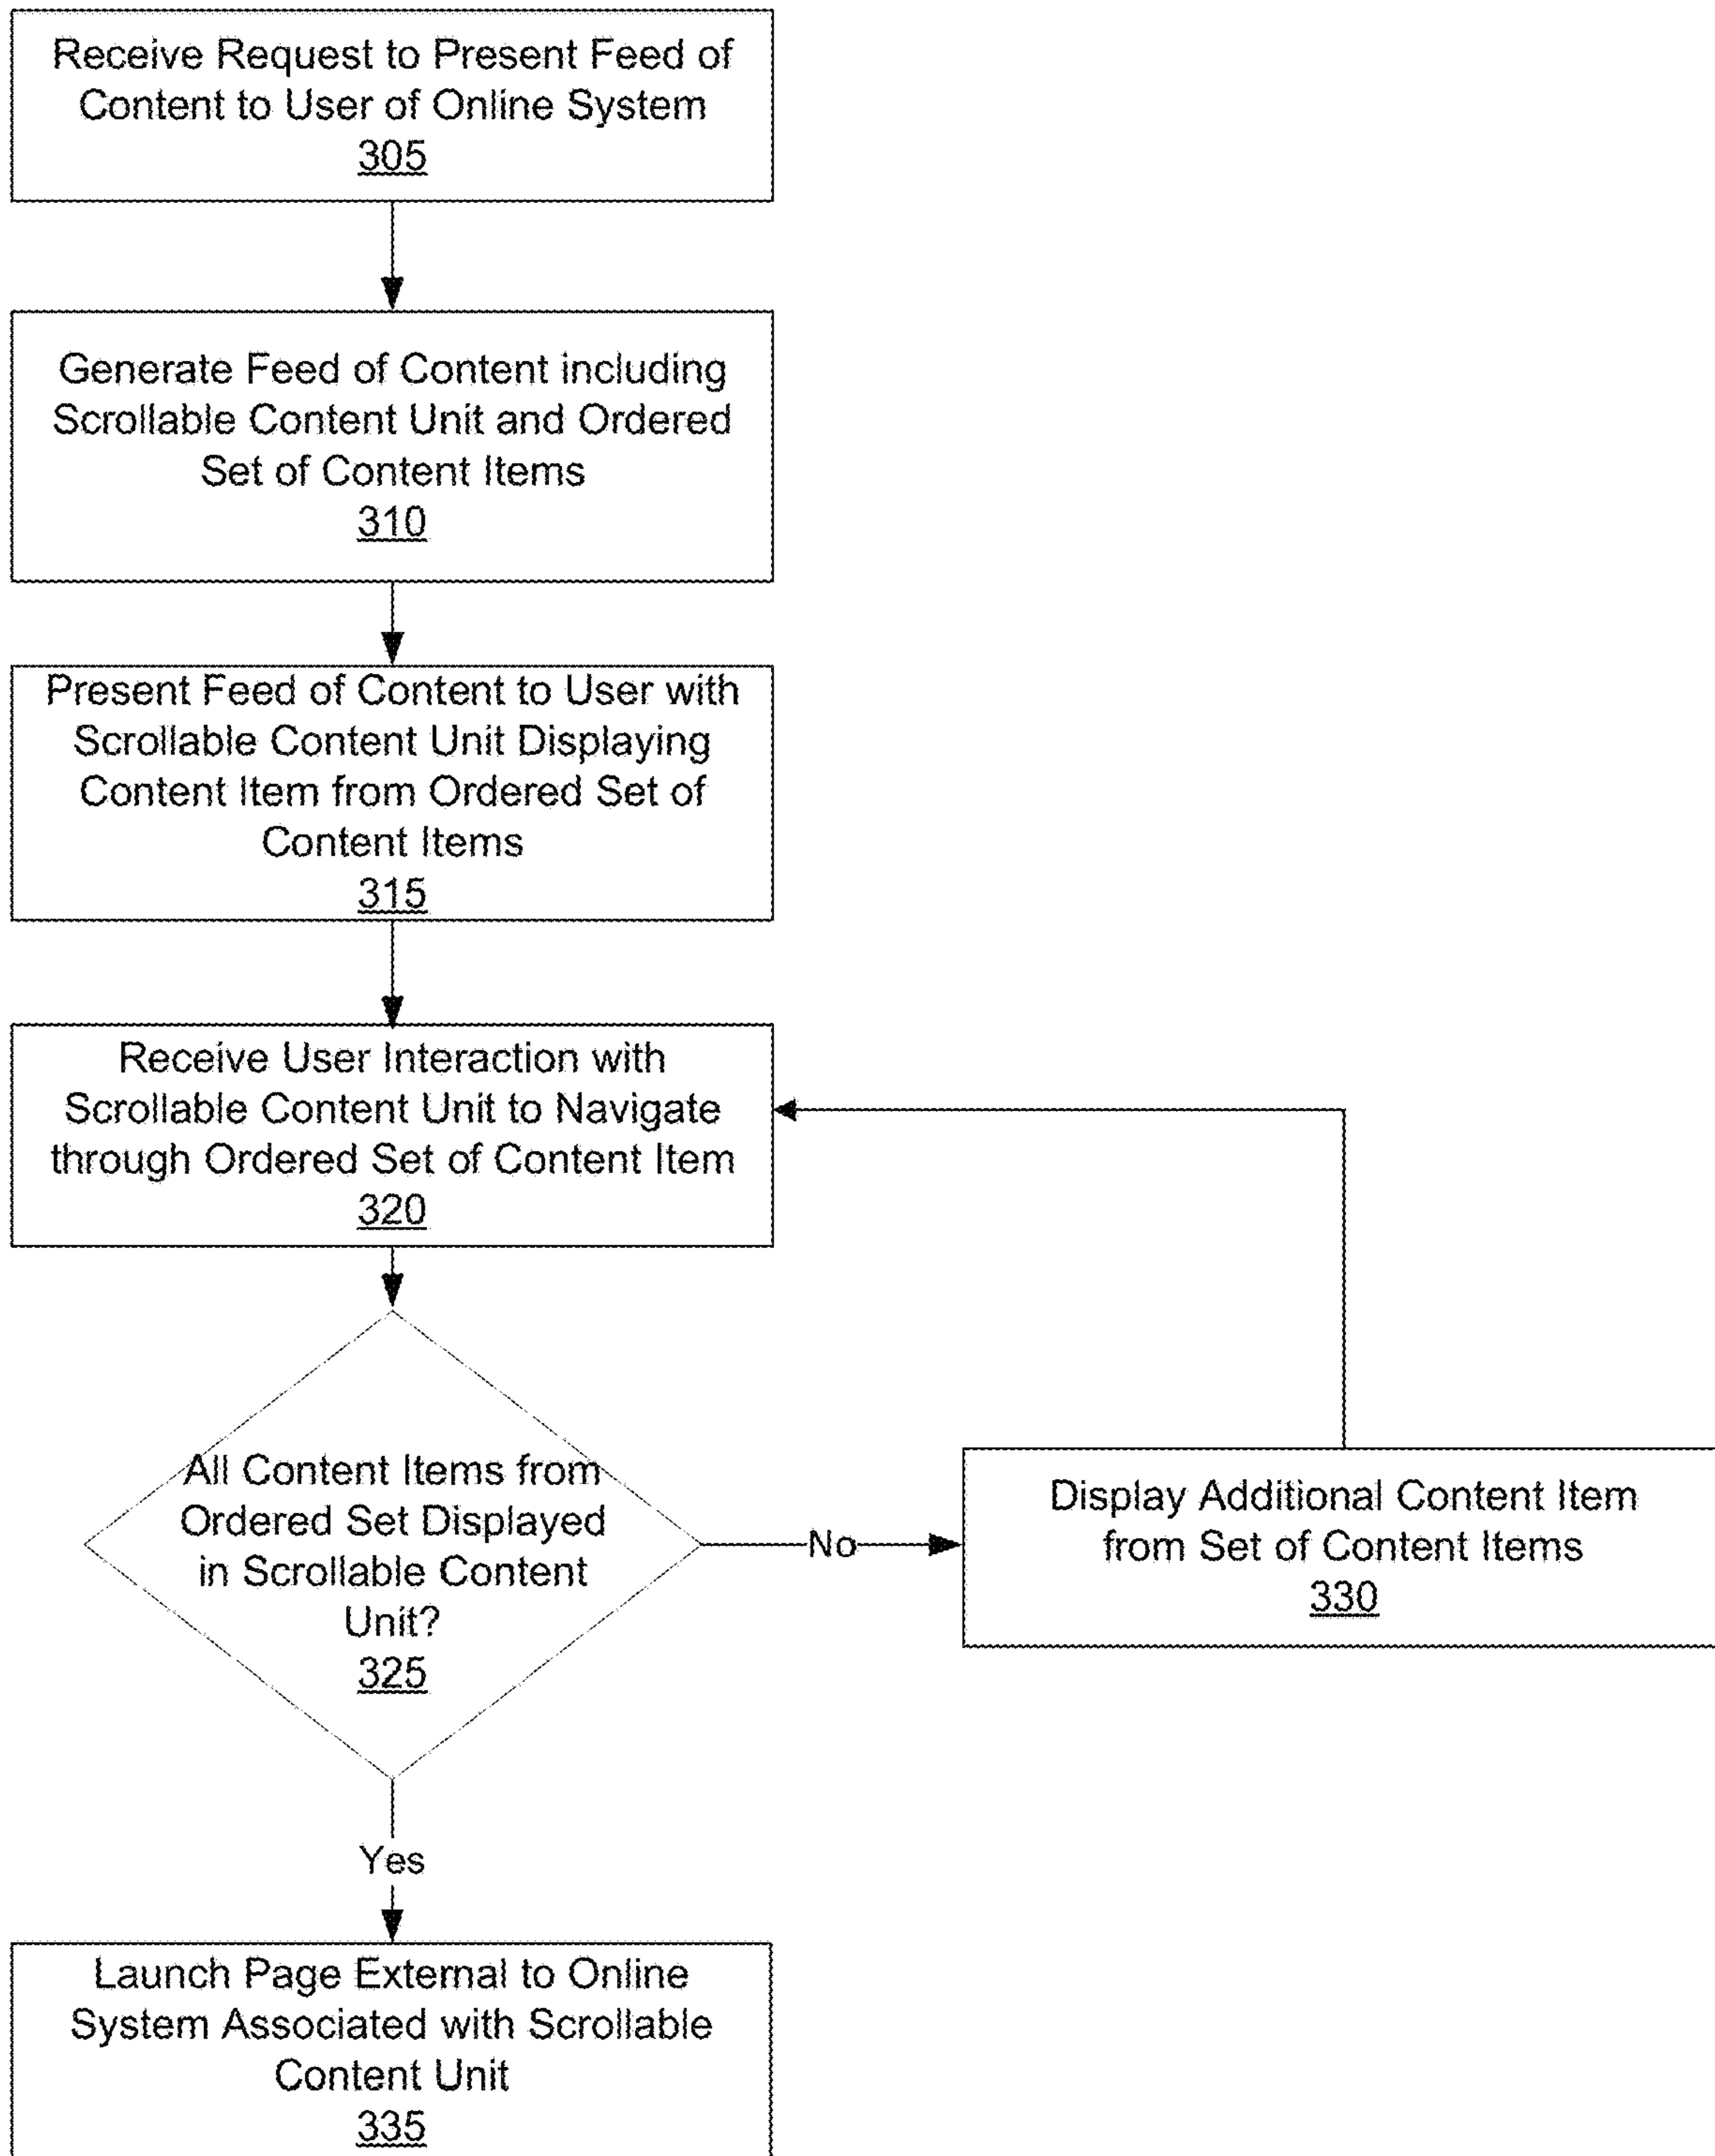 Receive Request to Present Feed of
Content to User of Online System
305
Generate Feed of Content including
Scrollable Content Unit and Ordered
Set of Content Items
310
Present Feed of Content to User with
Scrollable Content Unit Displaying
Content Item from Ordered Set of
Content Items
315
Receive User Interaction with
Scrollable Content Unit to Navigate
through Ordered Set of Content Item
320
All Content Items from
Ordered Set Displayed
in Scrollable Content
Unit?
325
No
Display Additional Content Item
from Set of Content Items
330
Yes
Launch Page External to Online
System Associated with Scrollable
Content Unit
335